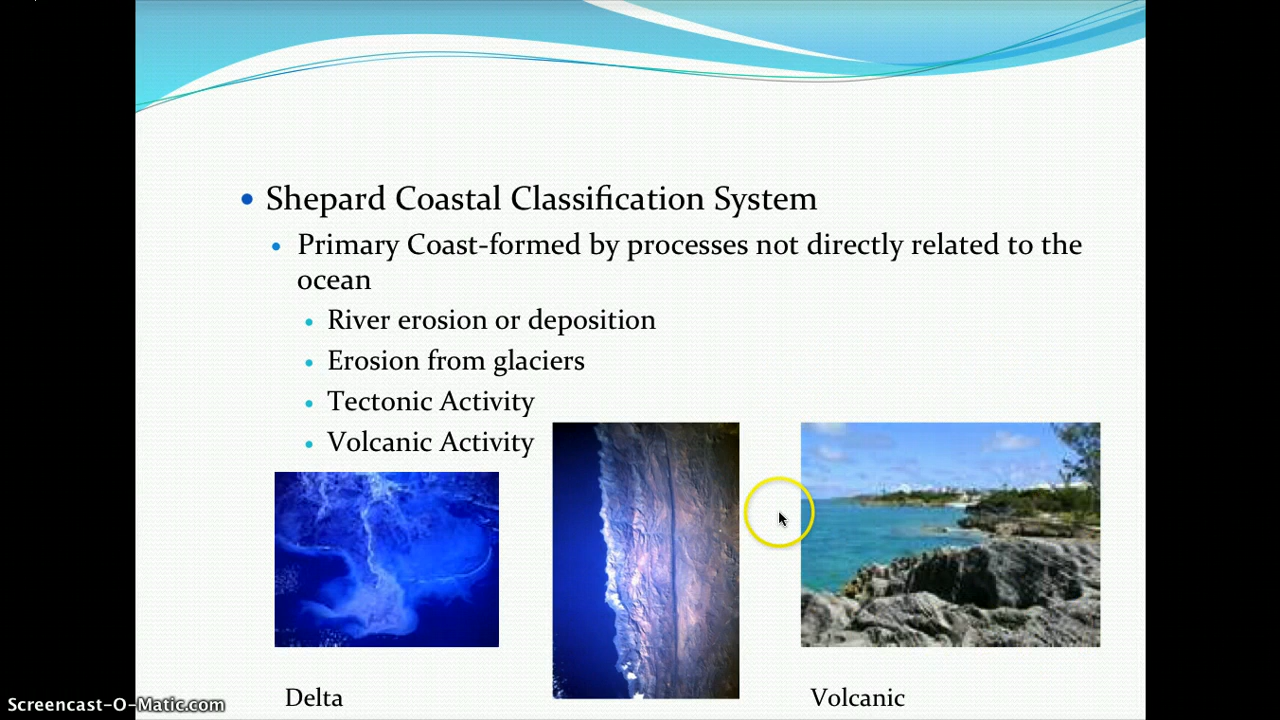 Shepard Coastal Classification System
Primary Coast-formed by processes not directly related to the
ocean
River erosion or deposition
Erosion from glaciers
Tectonic Activity
Volcanic Activity
Delta
Volcanic
Screencast-O-Matic.com